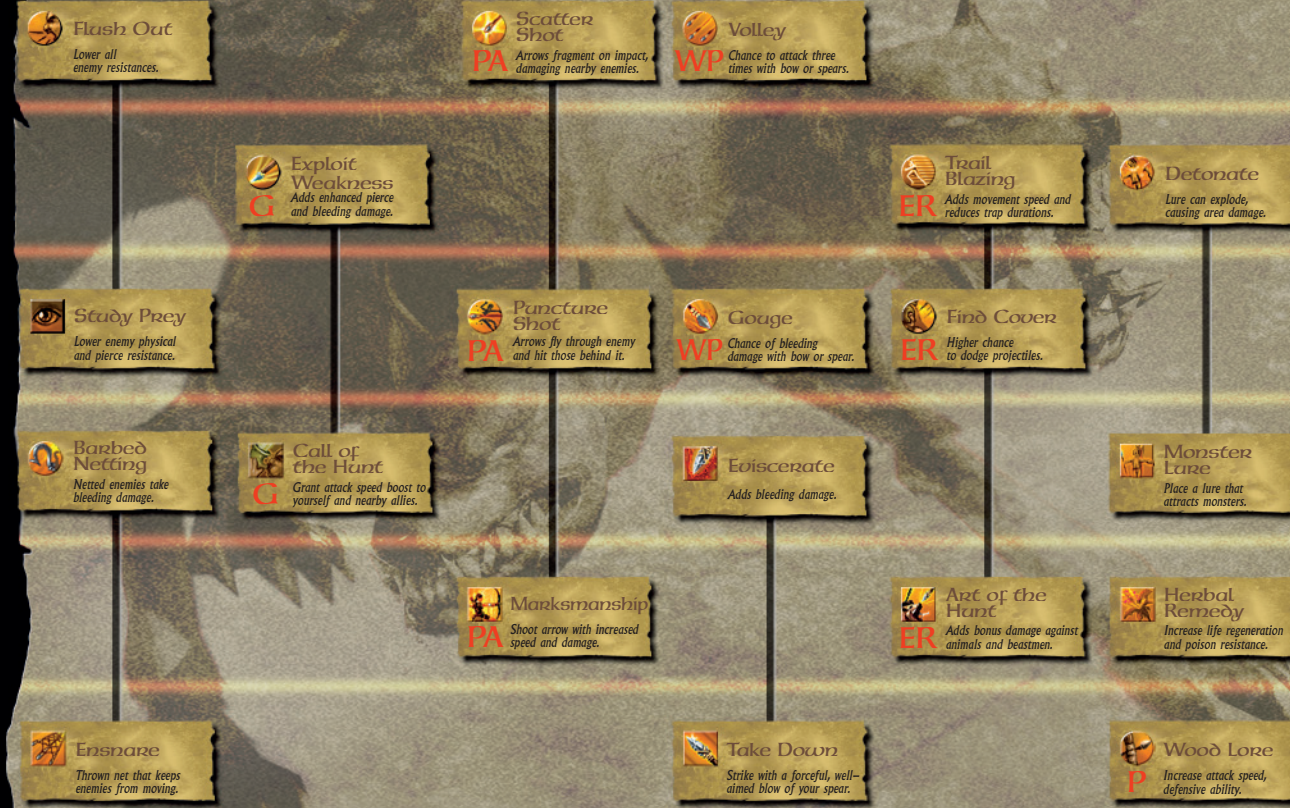 Flush Out
Lower all
enemy resistances.
Scatter
Shot
PA
Arrows fragment on impact,
damaging nearby enemies.
Volley
WP
Chance to attack three
times with bow or spears.
Exploit
Weakness
G
Adds enhanced pierce
and bleeding damage.
Trail
Blazing
ER
Adds movement speed and
reduces trap durations.
Detonate
Lure can explode,
causing area damage.
Study Prey
Lower enemy physical
and pierce resistance.
Puncture
Shot
PA
Arrows fly through enemy
and hit those behind it.
Gouge
WP
Chance of bleeding
damage with bow or spear.
Find Cover
ER
Higher chance
to dodge projectiles.
Barbed
Netting
Netted enemies take
bleeding damage.
Call of
the Hunt
G
Grant attack speed boost to
yourself and nearby allies.
Eviscerate
Adds bleeding damage.
Monster
Lure
Place a lure that
attracts monsters.
Marksmanship
PA
Shoot arrow with increased
speed and damage.
Art of the
Hunt
ER
Adds bonus damage against
animals and beastmen.
Herbal
Remedy
Increase life regeneration
and poison resistance.
Ensnare
Thrown net that keeps
enemies from moving.
Take Down
Strike with a forceful, well–
aimed blow of your spear.
Wood Lore
P
Increase attack speed,
defensive ability.